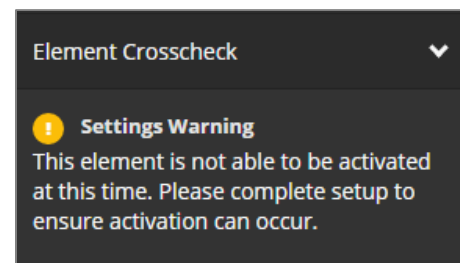 Element Crosscheck
Settings Warning
This element is not able to be activated
at this time. Please complete setup to
ensure activation can occur.